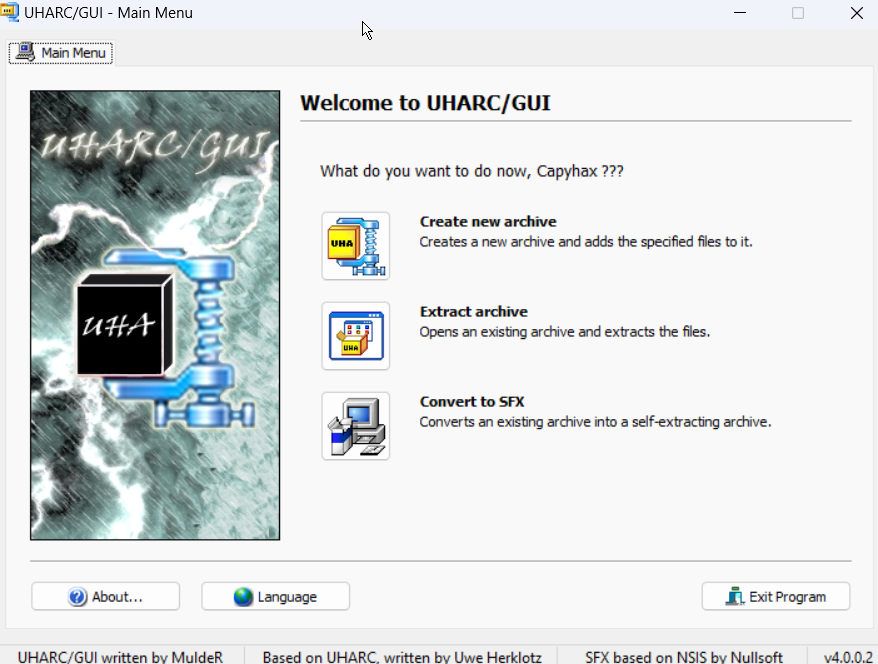 UHARC/GUI - Main Menu
Main Menu
UHARC/GUI
UHA
Welcome to UHARC/GUI
What do you want to do now, Capyhax ???
UHA
Create new archive
Creates a new archive and adds the specified files to it.
UHA
Extract archive
Opens an existing archive and extracts the files.
Convert to SFX
Converts an existing archive into a self-extracting archive.
About...
Language
Exit Program
UHARC/GUI written by MuldeR
Based on UHARC, written by Uwe Herklotz
SFX based on NSIS by Nullsoft
v4.0.0.2